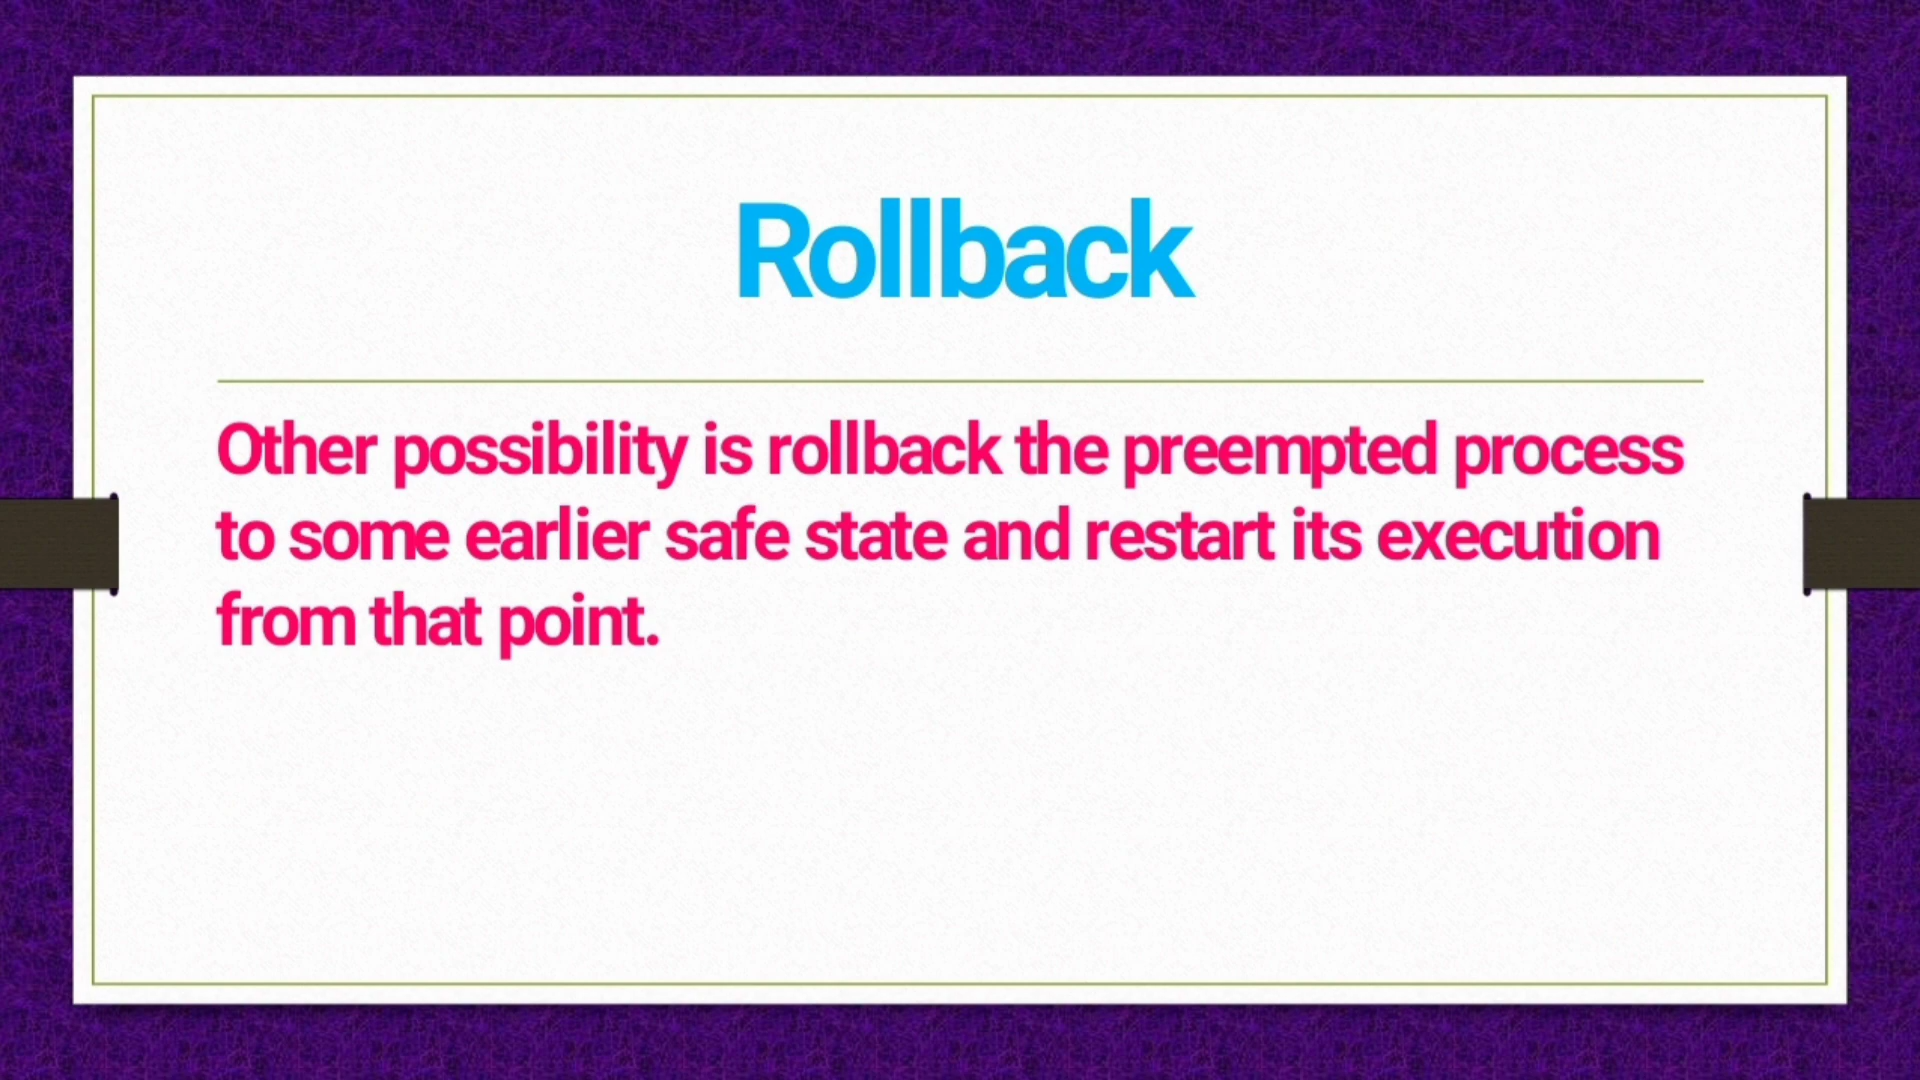 Rollback
Other possibility is rollback the preempted process
to some earlier safe state and restart its execution
from that point.